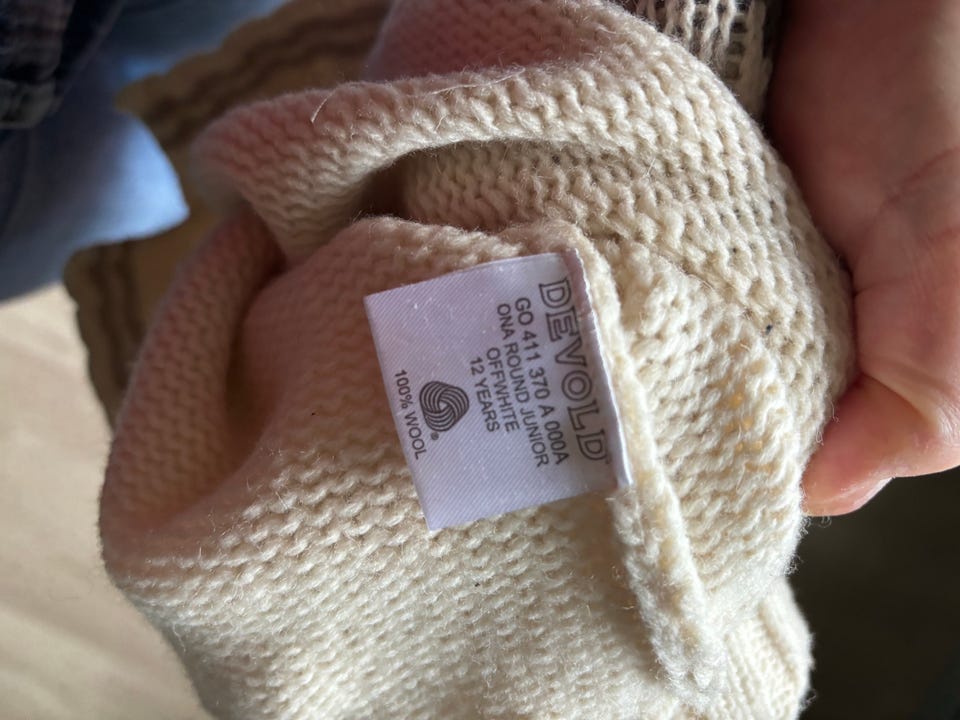 DEVOLD
GO 411 370 A 000A
ONA ROUND JUNIOR
OFFWHITE
12 YEARS
100% WOOL